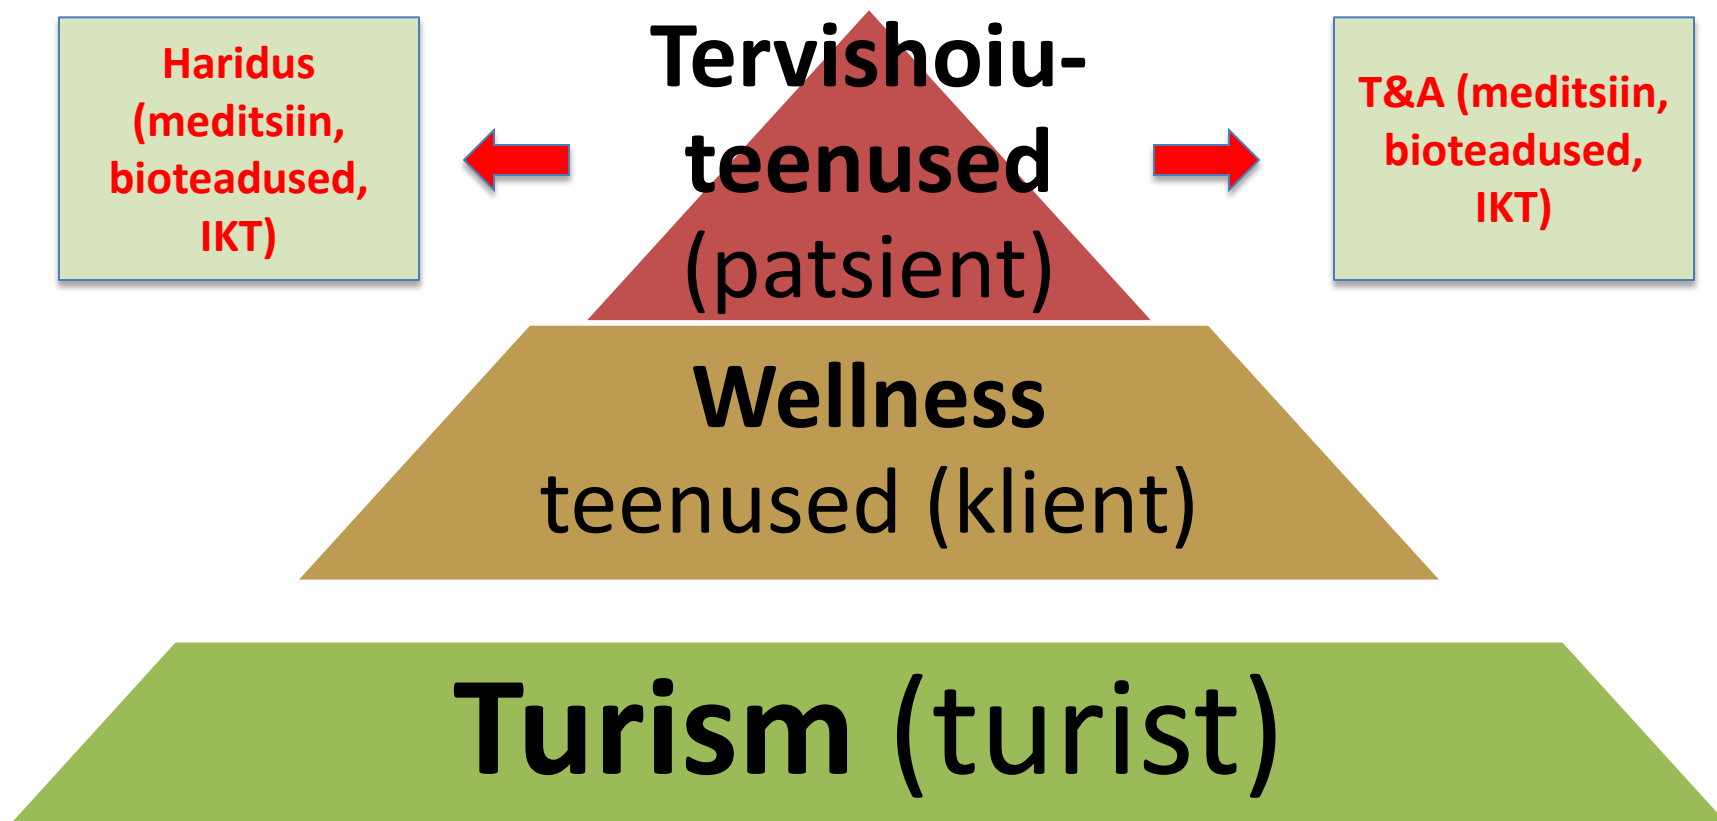 Haridus
(meditsiin,
bioteadused,
IKT)
Tervishoiu-
teenused
(patsient)
T&A (meditsiin,
bioteadused,
IKT)
Wellness
teenused (klient)
Turism (turist)